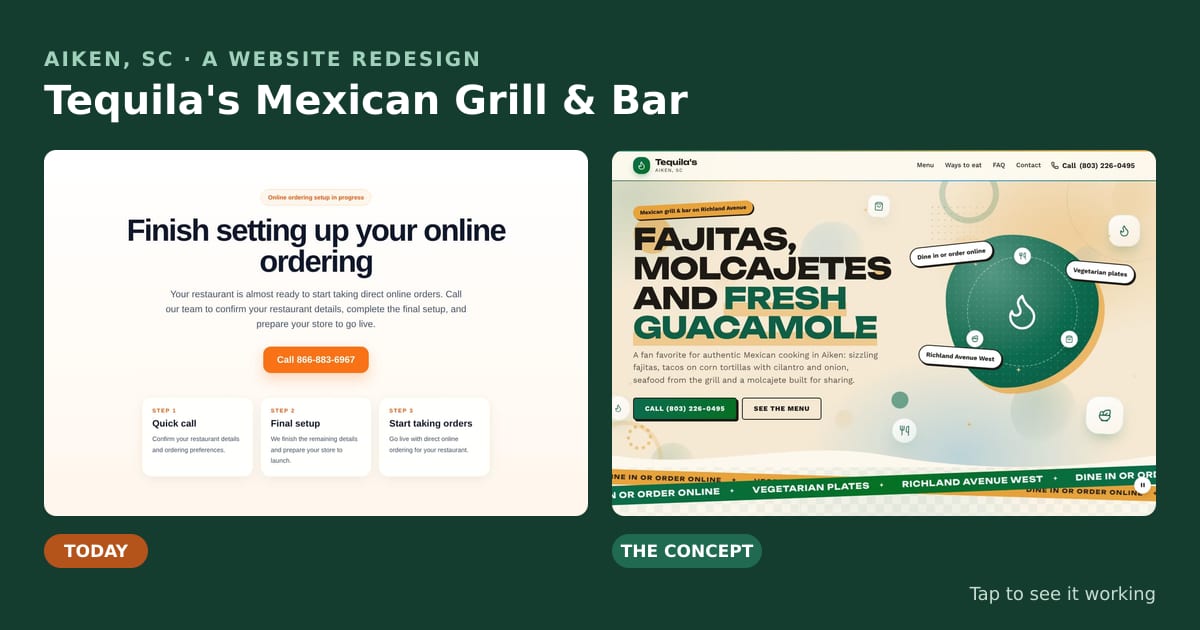 AIKEN, SC · A WEBSITE REDESIGN
Tequila's Mexican Grill & Bar
Online ordering setup in progress
Finish setting up your online
ordering
Your restaurant is almost ready to start taking direct online orders. Call
our team to confirm your restaurant details, complete the final setup, and
prepare your store to go live.
Call 866-883-6967
STEP 1
Quick call
Confirm your restaurant details
and ordering preferences.
STEP 2
Final setup
We finish the remaining details
and prepare your store to
launch.
STEP 3
Start taking orders
Go live with direct online
ordering for your restaurant.
TODAY
Tequila's
AIKEN, SC
Menu Ways to eat FAQ Contact Call (803) 226-0495
Mexican grill & bar on Richland Avenue
FAJITAS,
MOLCAJETES
AND FRESH
GUACAMOLE
A fan favorite for authentic Mexican cooking in Aiken: sizzling
fajitas, tacos on corn tortillas with cilantro and onion,
seafood from the grill and a molcajete built for sharing.
CALL (803) 226-0495
SEE THE MENU
Dine in or order online
Vegetarian plates
Richland Avenue West
INE IN OR ORDER ONLINE
DINE IN OR ORDER ONLINE
N OR ORDER ONLINE VEGETARIAN PLATES RICHLAND AVENUE WEST DINE IN OR ORD
THE CONCEPT
Tap to see it working